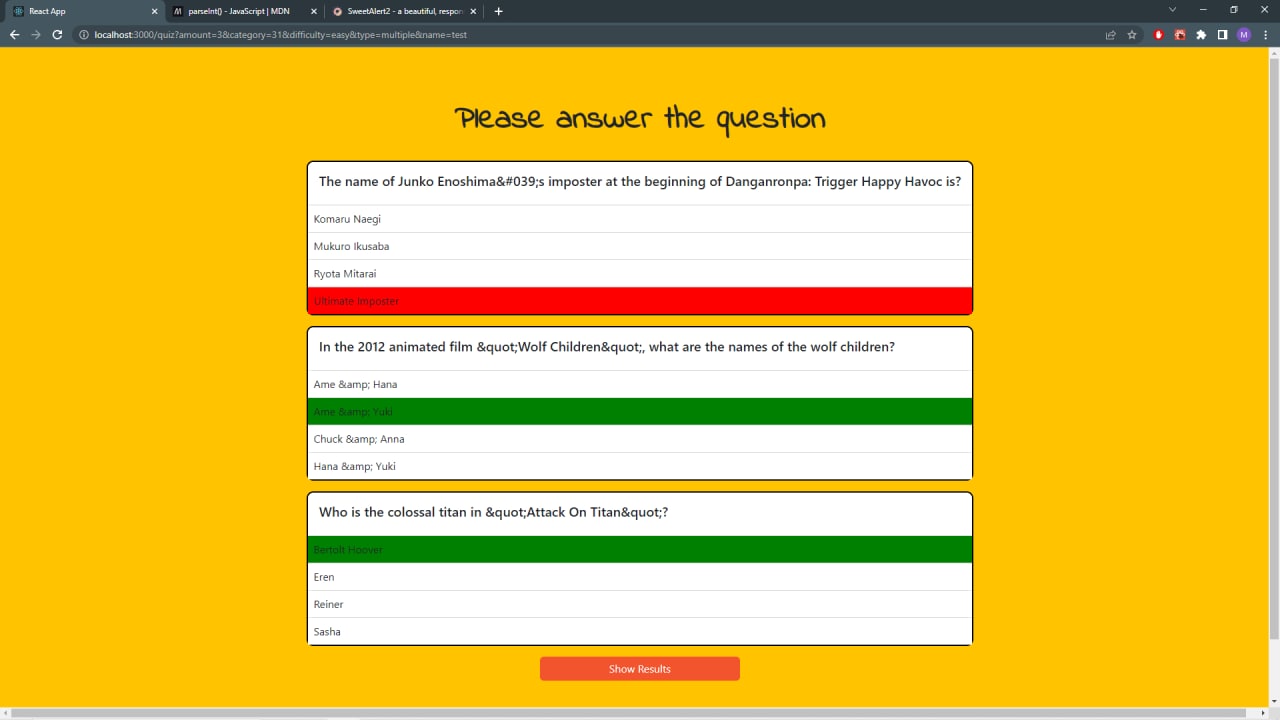 React App
parseInt() - JavaScript | MDN
SweetAlert2 - a beautiful, respon
localhost:3000/quiz?amount=3&category=31&difficulty=easy&type=multiple&name=test
M
Please answer the question
The name of Junko Enoshima&#039;s imposter at the beginning of Danganronpa: Trigger Happy Havoc is?
Komaru Naegi
Mukuro Ikusaba
Ryota Mitarai
Ultimate Imposter
In the 2012 animated film &quot;Wolf Children&quot;, what are the names of the wolf children?
Ame &amp; Hana
Ame &amp; Yuki
Chuck &amp; Anna
Hana &amp; Yuki
Who is the colossal titan in &quot;Attack On Titan&quot;?
Bertolt Hoover
Eren
Reiner
Sasha
Show Results